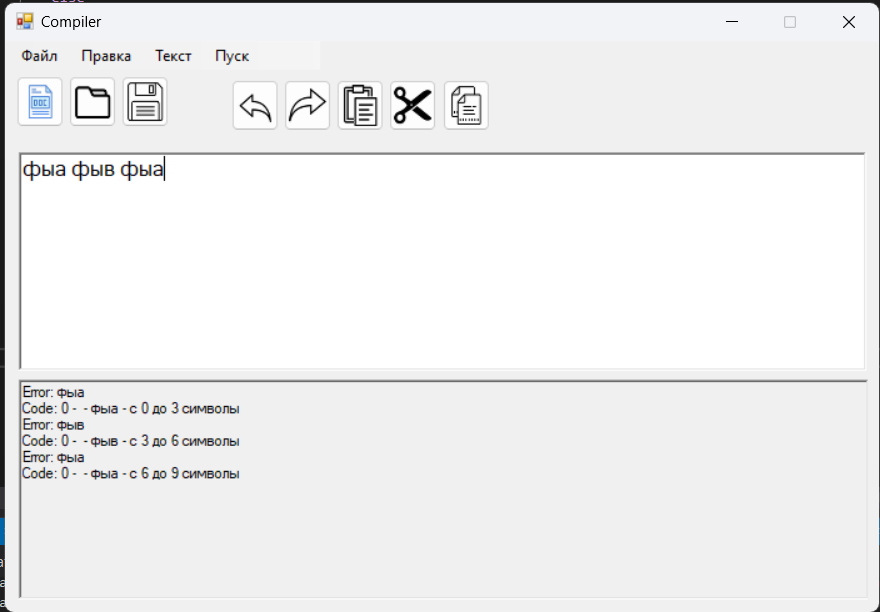 Compiler
Файл Правка Текст Пуск
DOC
фыа фыв фыа
Error: фыа
Code: 0 - - фыа - с 0 до 3 символы
Error: фыв
Code: 0 - - фыв - с 3 до 6 символы
Error: фыа
Code: 0 - - фыа - с 6 до 9 символы